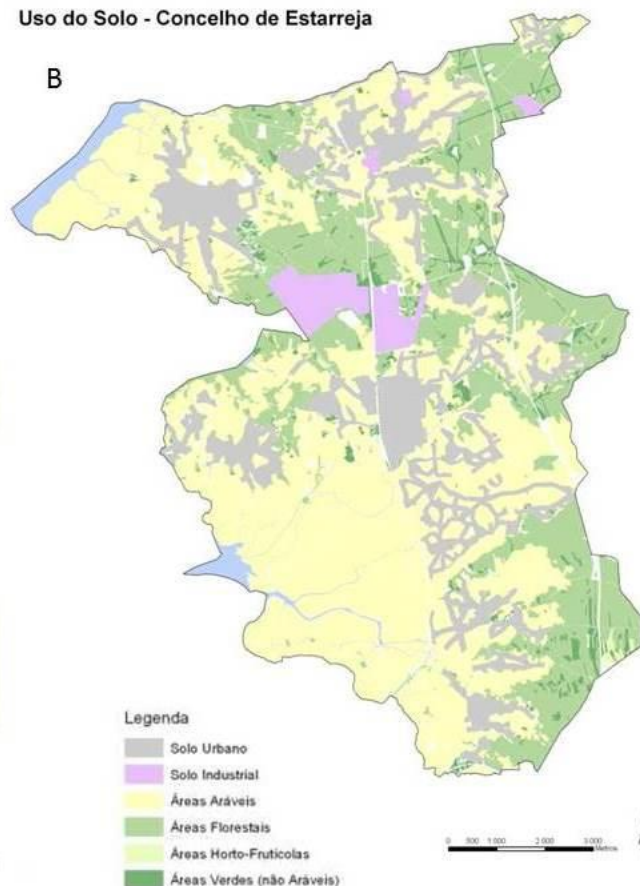 Uso do Solo - Concelho de Estarreja
B
Legenda
Solo Urbano
Solo Industrial
Áreas Aráveis
Áreas Florestais
Áreas Horto-Frutícolas
Áreas Verdes (não Aráveis)
0 500 1 000 2 000 3 000
Metros